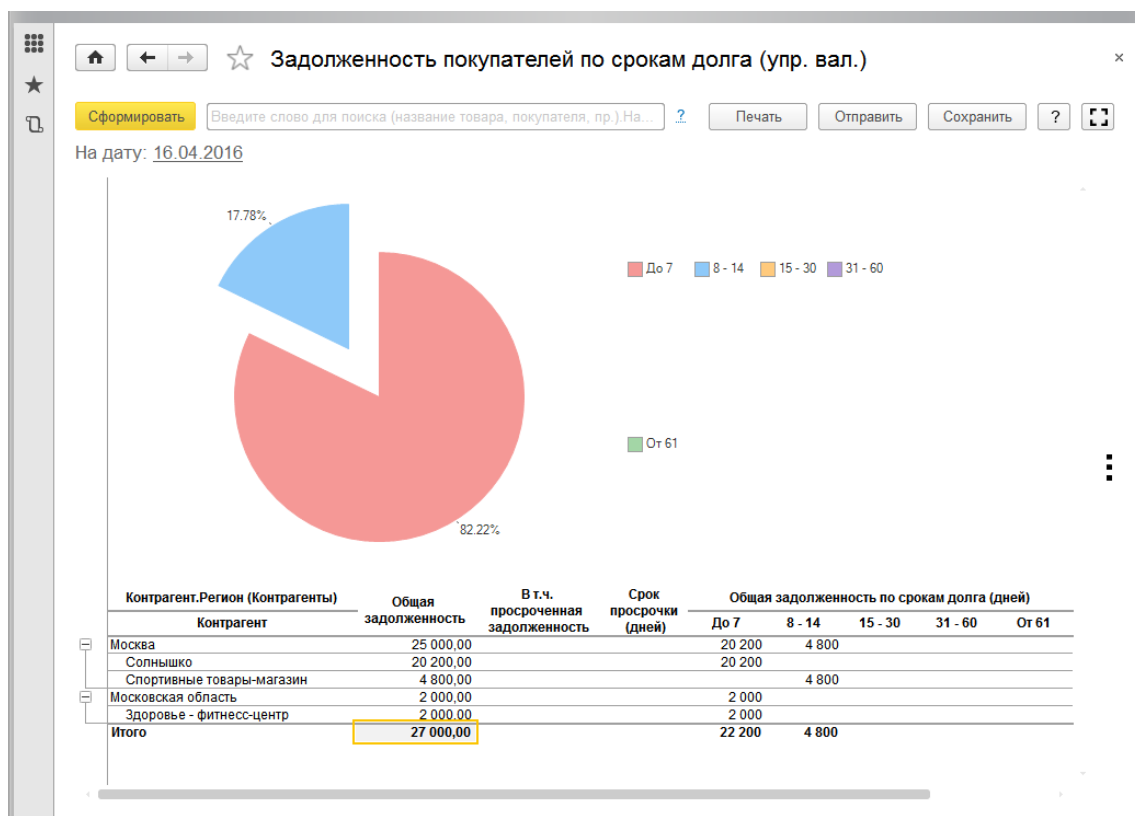 Задолженность покупателей по срокам долга (упр. вал.)
Сформировать Введите слово для поиска (название товара, покупателя, пр.).На... ? Печать Отправить Сохранить ?
На дату: 16.04.2016
17.78%
До 7 8 - 14 15 - 30 31 - 60
От 61
82.22%
Контрагент.Регион (Контрагенты) Общая задолженность В т.ч. просроченная задолженность Срок просрочки (дней) Общая задолженность по срокам долга (дней)
Контрагент До 7 8 - 14 15 - 30 31 - 60 От 61
Москва 25 000,00 20 200 4 800
Солнышко 20 200,00 20 200
Спортивные товары-магазин 4 800,00 4 800
Московская область 2 000,00 2 000
Здоровье - фитнесс-центр 2 000,00 2 000
Итого 27 000,00 22 200 4 800